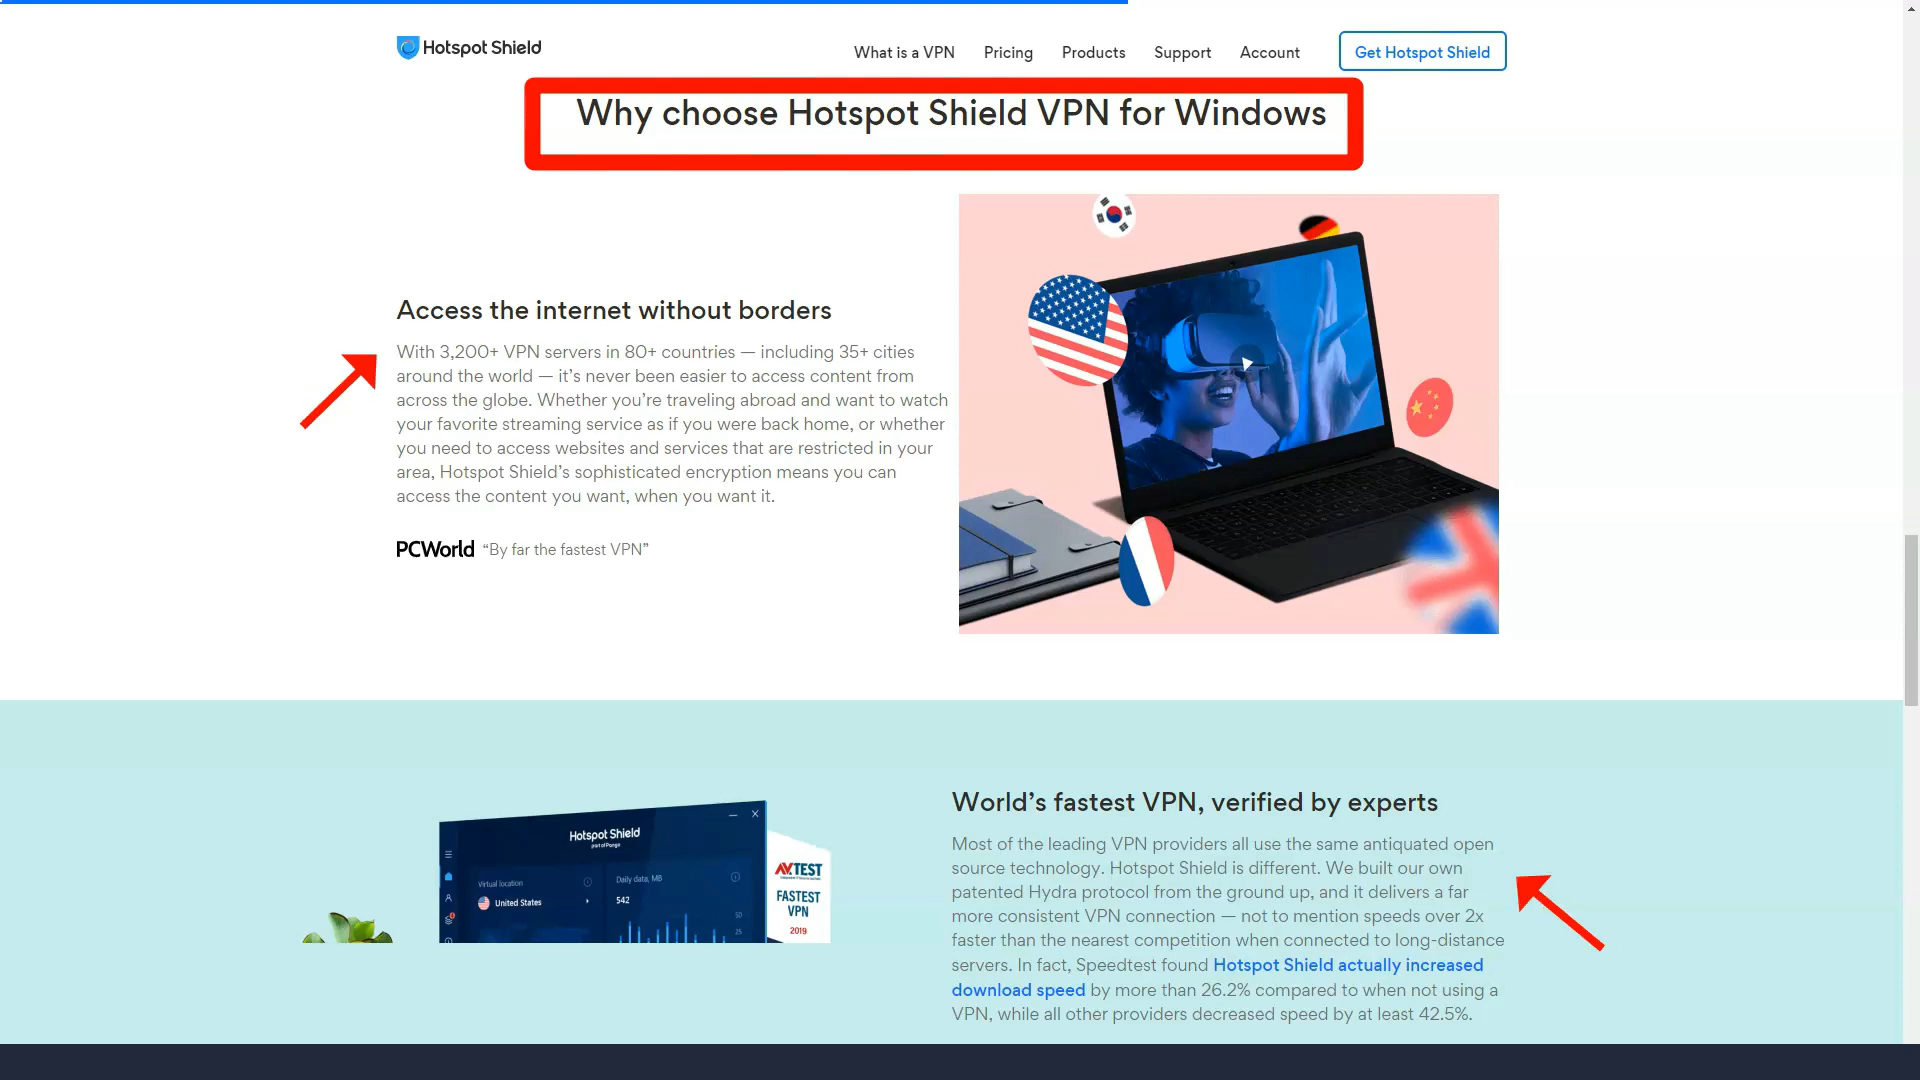 Hotspot Shield
What is a VPN Pricing Products Support Account Get Hotspot Shield
Why choose Hotspot Shield VPN for Windows
Access the internet without borders
With 3,200+ VPN servers in 80+ countries — including 35+ cities
around the world — it’s never been easier to access content from
across the globe. Whether you’re traveling abroad and want to watch
your favorite streaming service as if you were back home, or whether
you need to access websites and services that are restricted in your
area, Hotspot Shield’s sophisticated encryption means you can
access the content you want, when you want it.
PCWorld “By far the fastest VPN”
World’s fastest VPN, verified by experts
Most of the leading VPN providers all use the same antiquated open
source technology. Hotspot Shield is different. We built our own
patented Hydra protocol from the ground up, and it delivers a far
more consistent VPN connection — not to mention speeds over 2x
faster than the nearest competition when connected to long-distance
servers. In fact, Speedtest found Hotspot Shield actually increased
download speed by more than 26.2% compared to when not using a
VPN, while all other providers decreased speed by at least 42.5%.
Hotspot Shield
part of Pango
Virtual location
United States
Daily data, MB
542
50
25
AVTEST
FASTEST
VPN
2019